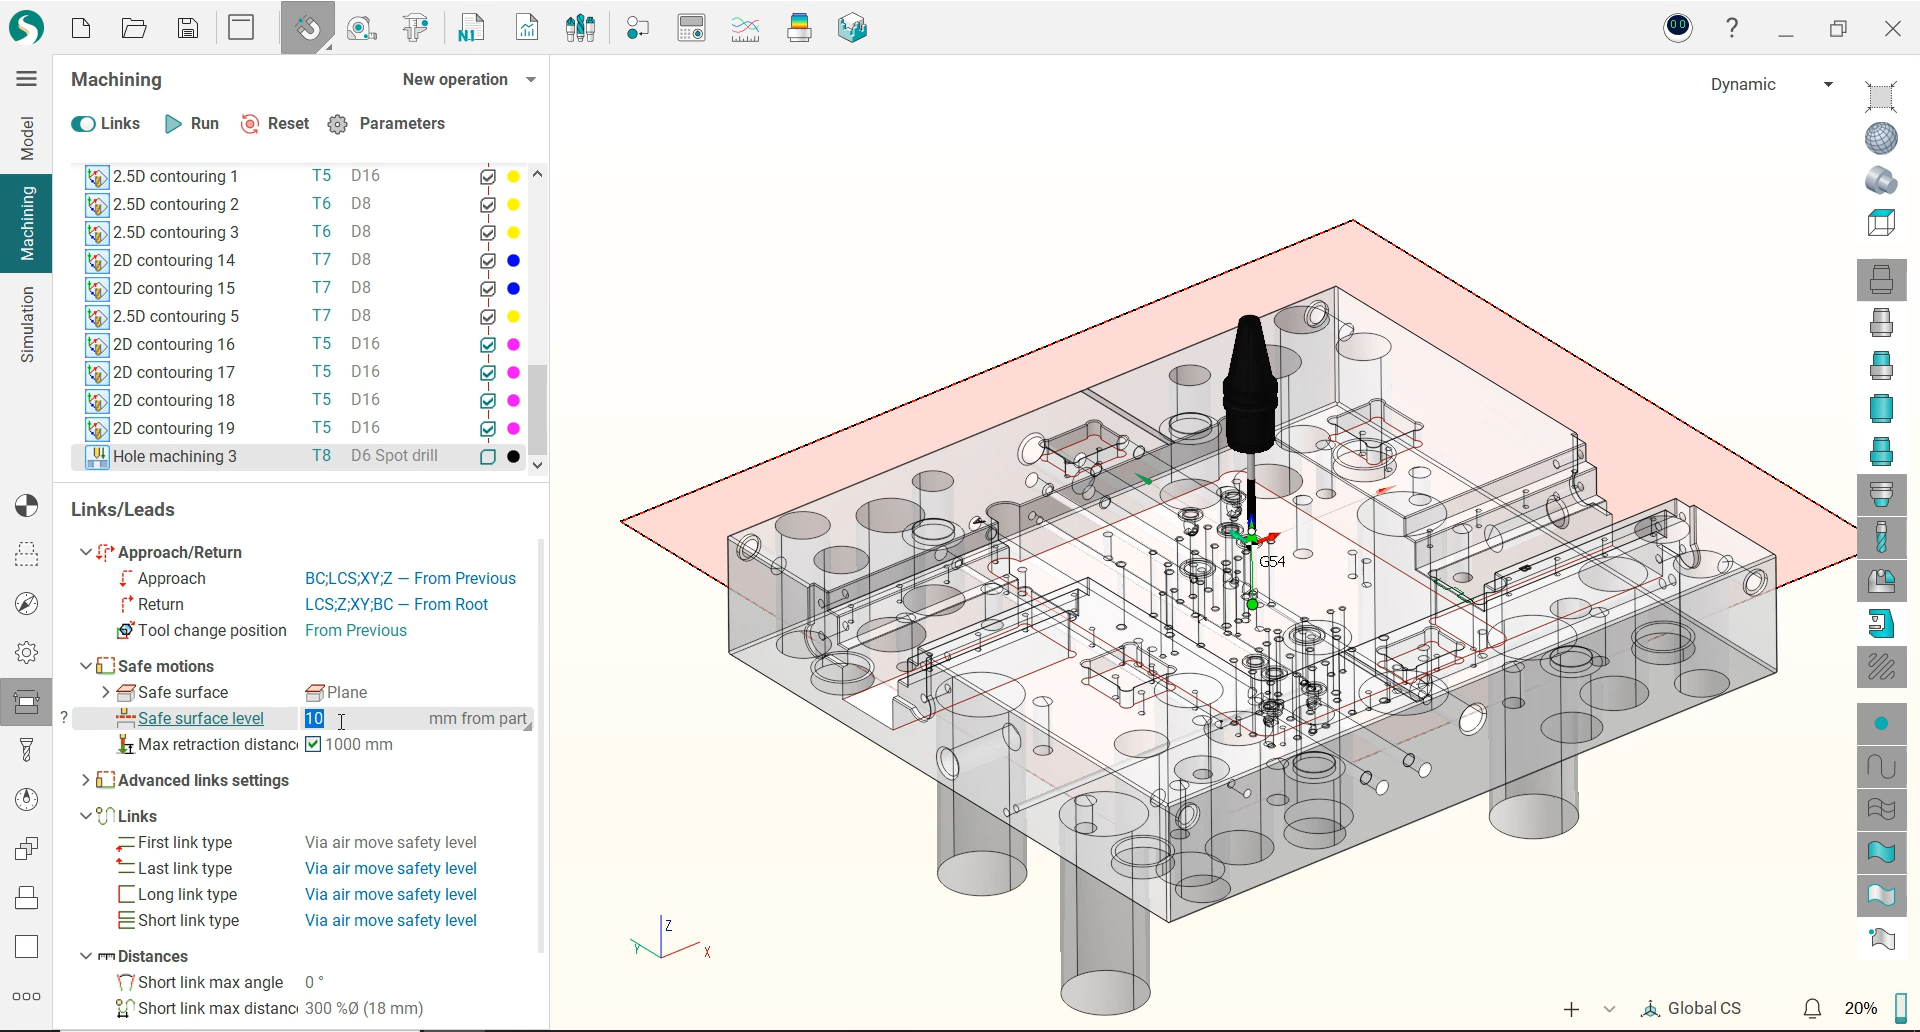 N1
?
Machining
New operation
Links
Run
Reset
Parameters
Dynamic
Model
Machining
Simulation
2.5D contouring 1 T5 D16
2.5D contouring 2 T6 D8
2.5D contouring 3 T6 D8
2D contouring 14 T7 D8
2D contouring 15 T7 D8
2.5D contouring 5 T7 D8
2D contouring 16 T5 D16
2D contouring 17 T5 D16
2D contouring 18 T5 D16
2D contouring 19 T5 D16
Hole machining 3 T8 D6 Spot drill
Links/Leads
Approach/Return
Approach BC;LCS;XY;Z — From Previous
Return LCS;Z;XY;BC — From Root
Tool change position From Previous
Safe motions
Safe surface Plane
? Safe surface level 10 mm from part
Max retraction distanc 1000 mm
Advanced links settings
Links
First link type Via air move safety level
Last link type Via air move safety level
Long link type Via air move safety level
Short link type Via air move safety level
Distances
Short link max angle 0 °
Short link max distanc 300 %Ø (18 mm)
G54
Z
Y
X
Global CS
20%